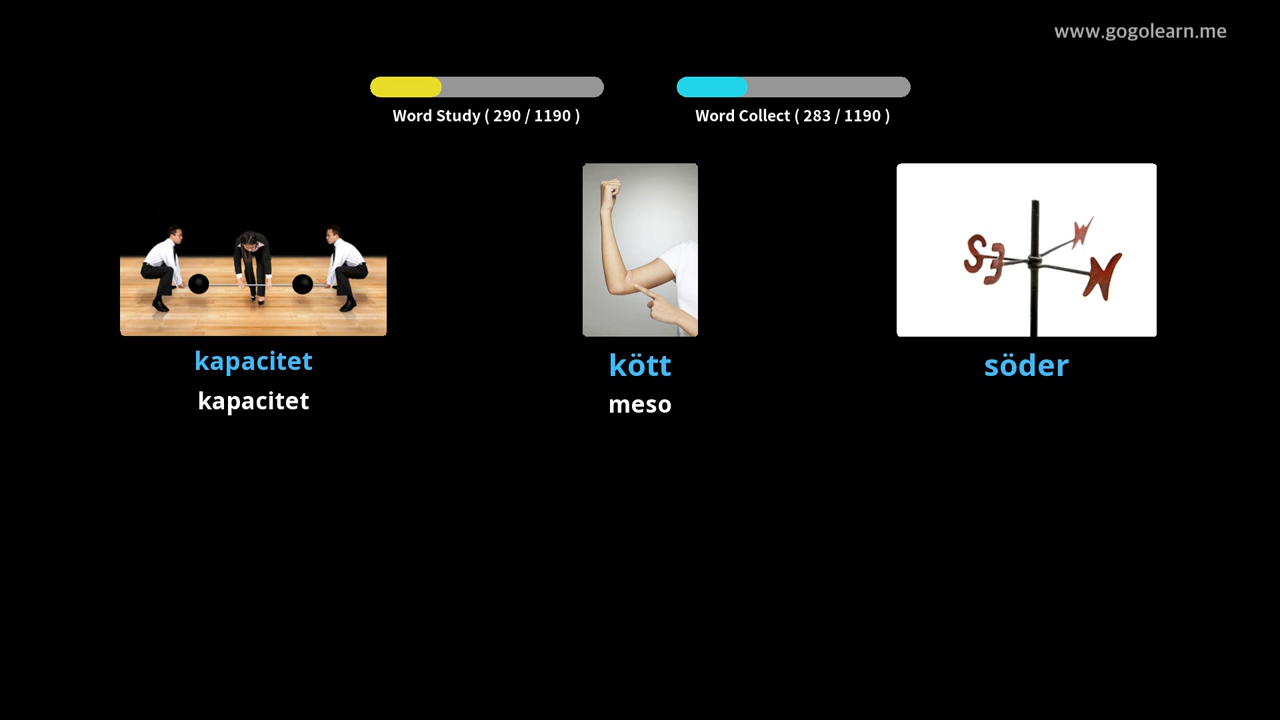 www.gogolearn.me
Word Study ( 290 / 1190 )
Word Collect ( 283 / 1190 )
kapacitet
kapacitet
kött
meso
söder